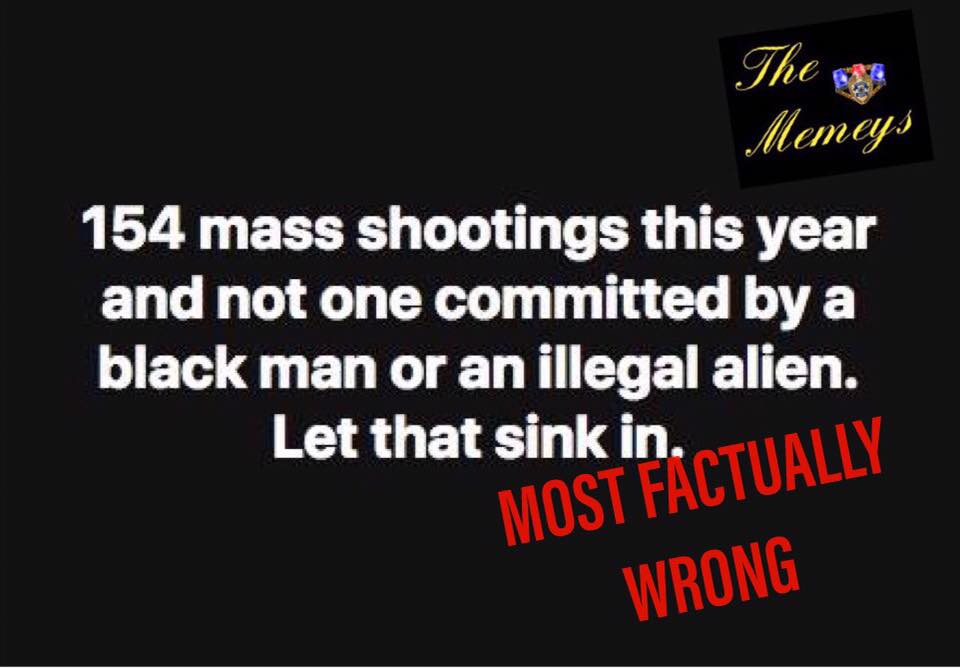 The
Memeys
154 mass shootings this year
and not one committed by a
black man or an illegal alien.
Let that sink in.
MOST FACTUALLY
WRONG